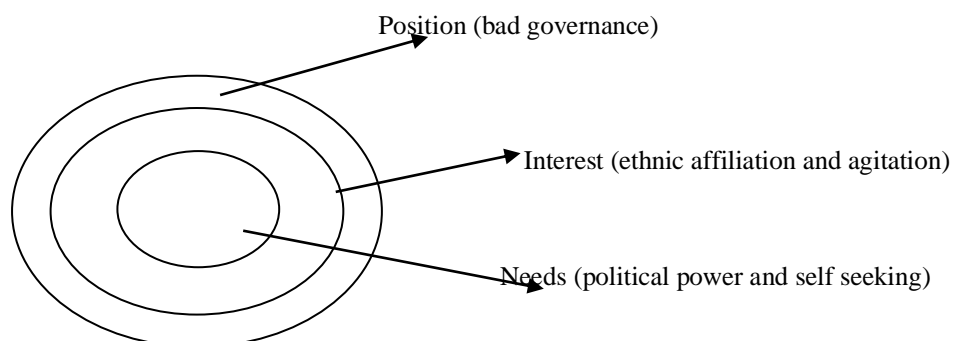 Position (bad governance)
Interest (ethnic affiliation and agitation)
Needs (political power and self seeking)